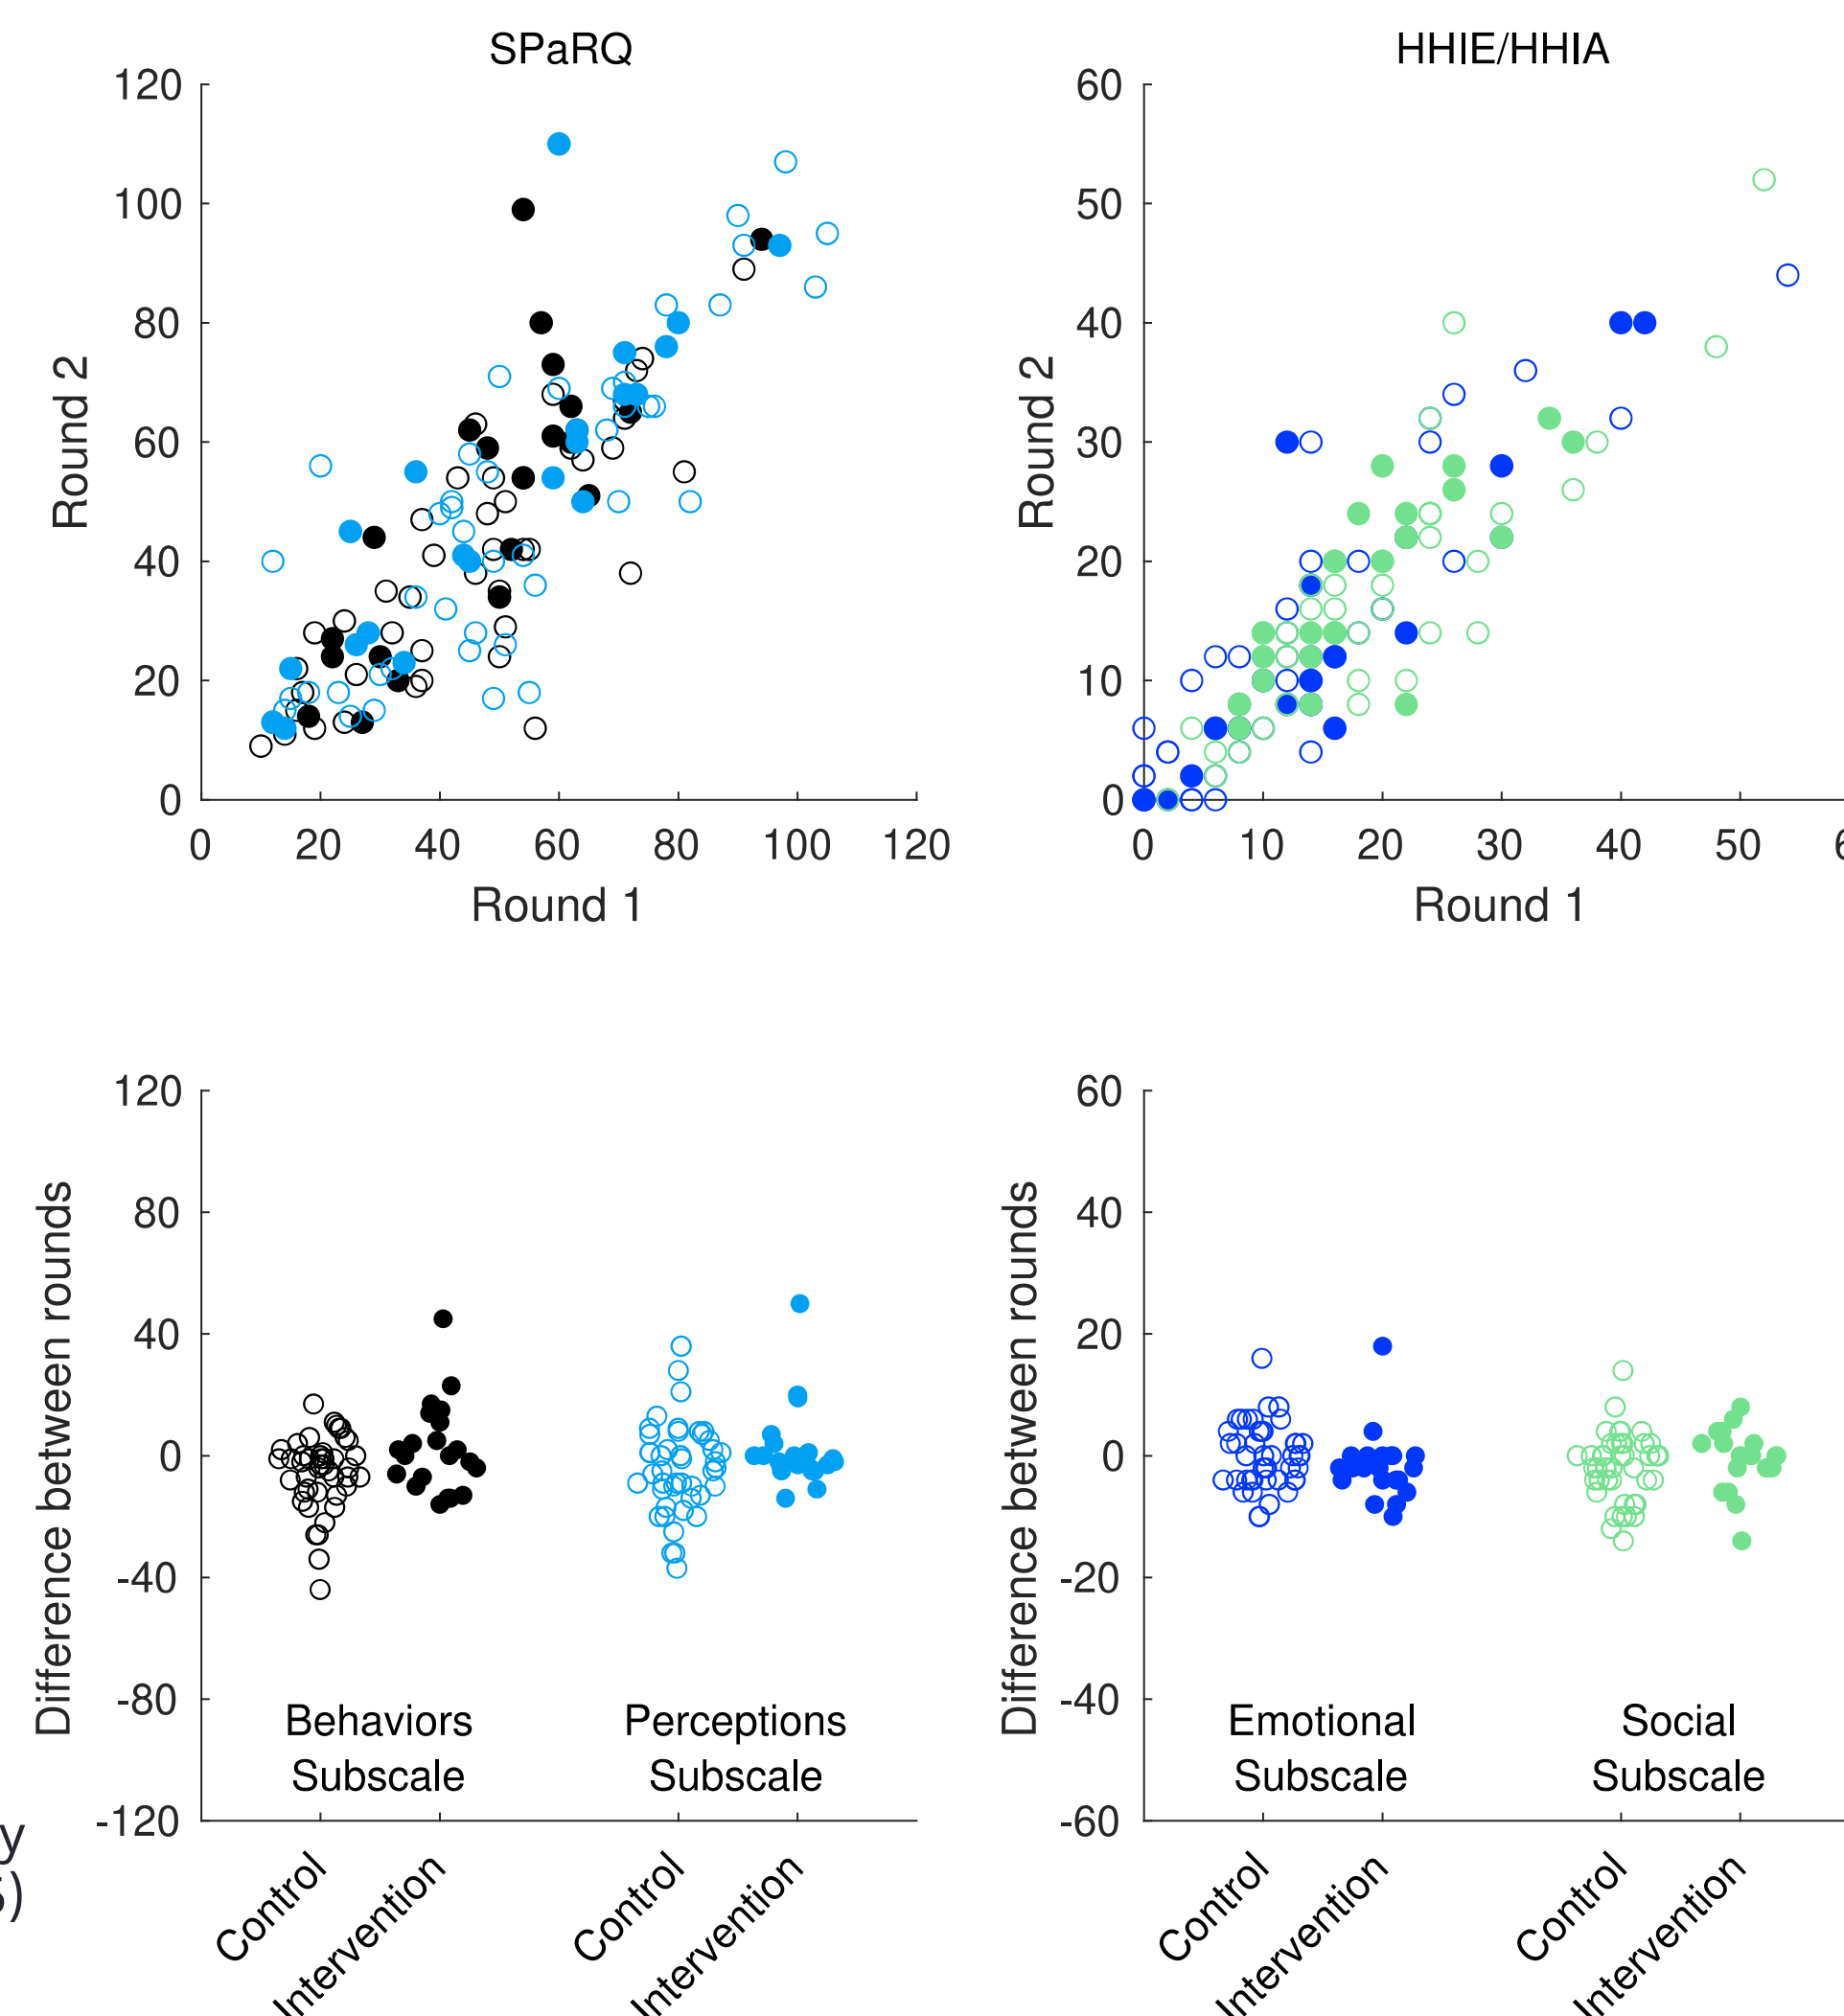 SPaRQ
120
100
80
60
40
20
0
Round 2
0 20 40 60 80 100 120
Round 1
HHIE/HHIA
60
50
40
30
20
10
0
Round 2
0 10 20 30 40 50
Round 1
120
80
40
0
-40
-80
-120
Difference between rounds
Behaviors
Subscale
Perceptions
Subscale
Control
Intervention
Control
Intervention
60
40
20
0
-20
-40
-60
Difference between rounds
Emotional
Subscale
Social
Subscale
Control
Intervention
Control
Intervention